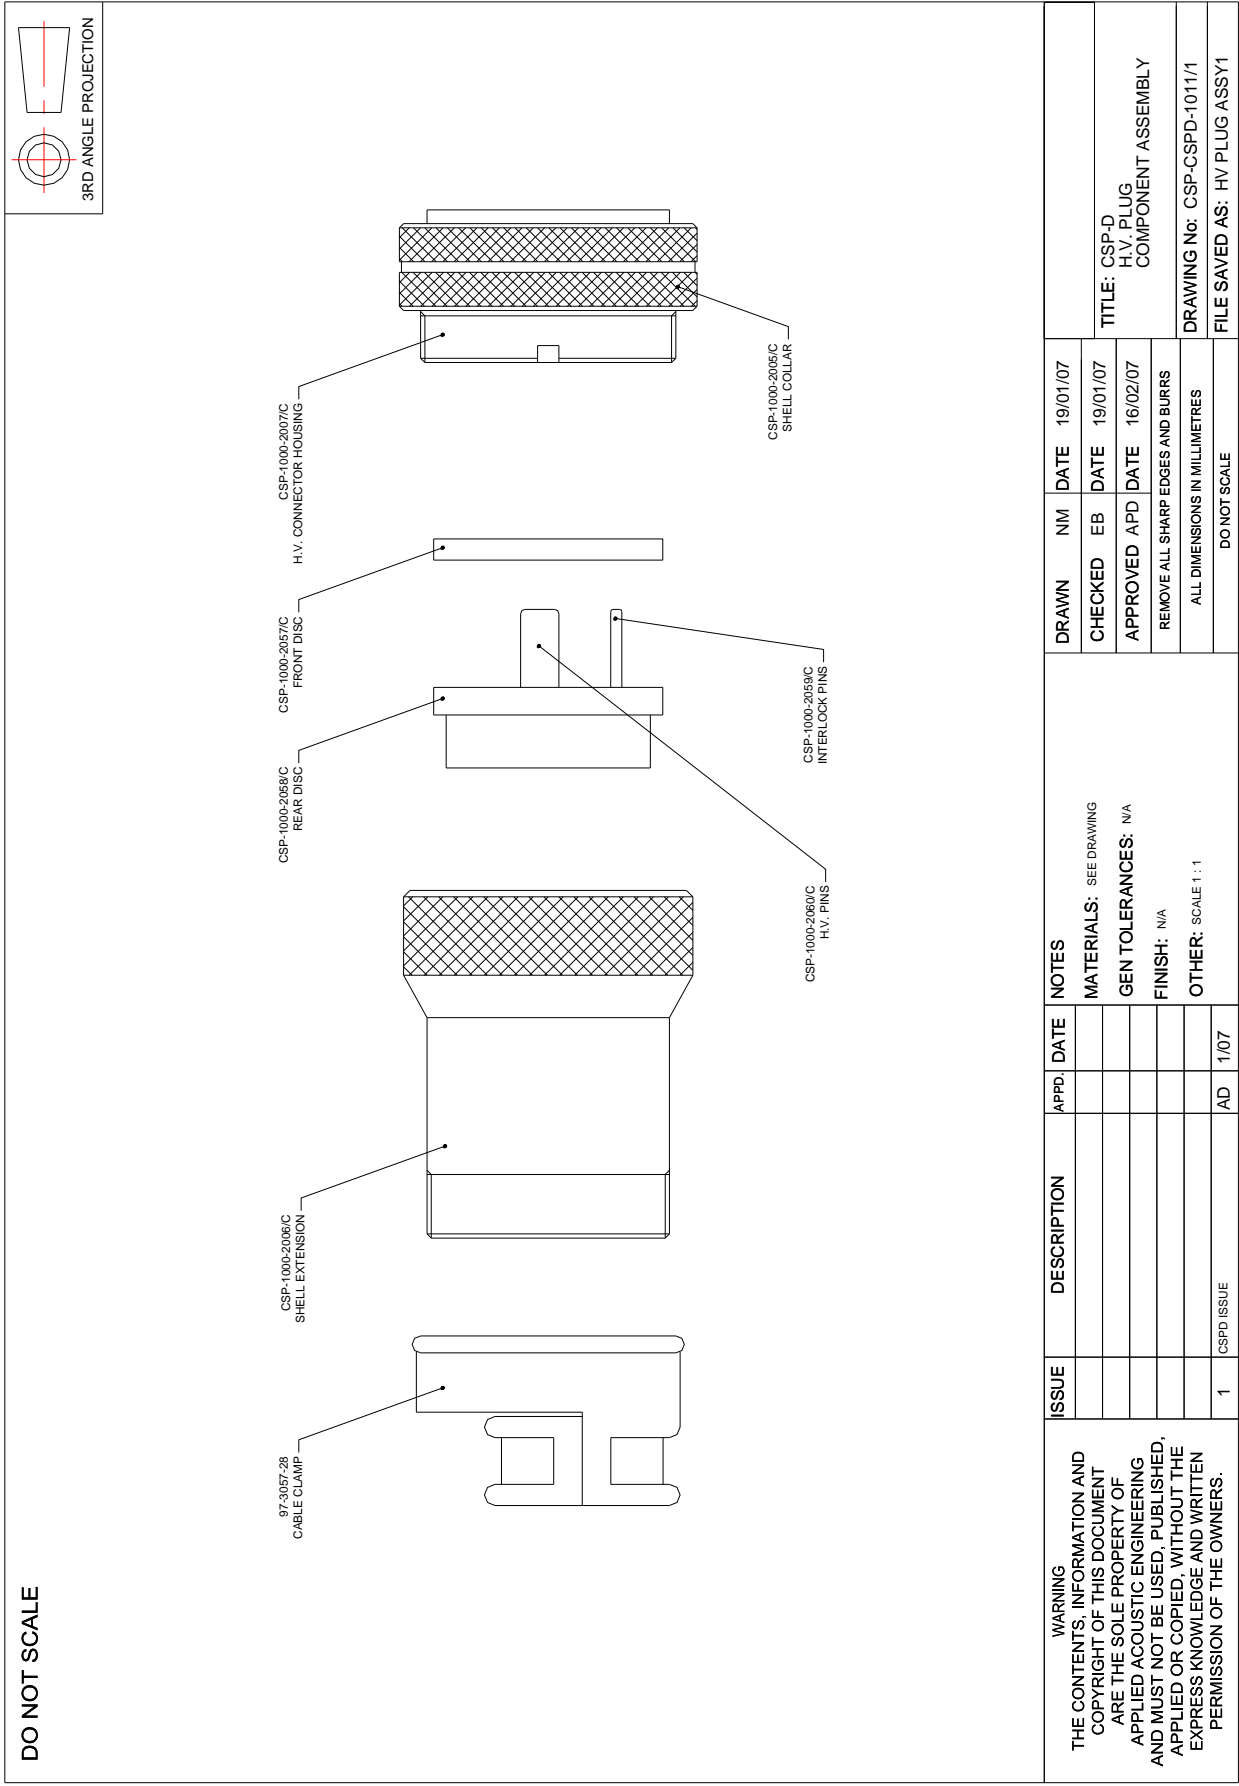 DO NOT SCALE
3RD ANGLE PROJECTION
97-3057-28
CABLE CLAMP
CSP-1000-2006/C
SHELL EXTENSION
CSP-1000-2058/C
REAR DISC
CSP-1000-2057/C
FRONT DISC
CSP-1000-2007/C
H.V. CONNECTOR HOUSING
CSP-1000-2060/C
H.V. PINS
CSP-1000-2059/C
INTERLOCK PINS
CSP-1000-2005/C
SHELL COLLAR
WARNING
THE CONTENTS, INFORMATION AND
COPYRIGHT OF THIS DOCUMENT
ARE THE SOLE PROPERTY OF
APPLIED ACOUSTIC ENGINEERING
AND MUST NOT BE USED, PUBLISHED,
APPLIED OR COPIED, WITHOUT THE
EXPRESS KNOWLEDGE AND WRITTEN
PERMISSION OF THE OWNERS.
ISSUE DESCRIPTION APPD. DATE
1 CSPD ISSUE AD 1/07
NOTES
MATERIALS: SEE DRAWING
GEN TOLERANCES: N/A
FINISH: N/A
OTHER: SCALE 1 : 1
DRAWN NM DATE 19/01/07
CHECKED EB DATE 19/01/07
APPROVED APD DATE 16/02/07
REMOVE ALL SHARP EDGES AND BURRS
ALL DIMENSIONS IN MILLIMETRES
DO NOT SCALE
TITLE: CSP-D
H.V. PLUG
COMPONENT ASSEMBLY
DRAWING No: CSP-CSPD-1011/1
FILE SAVED AS: HV PLUG ASSY1